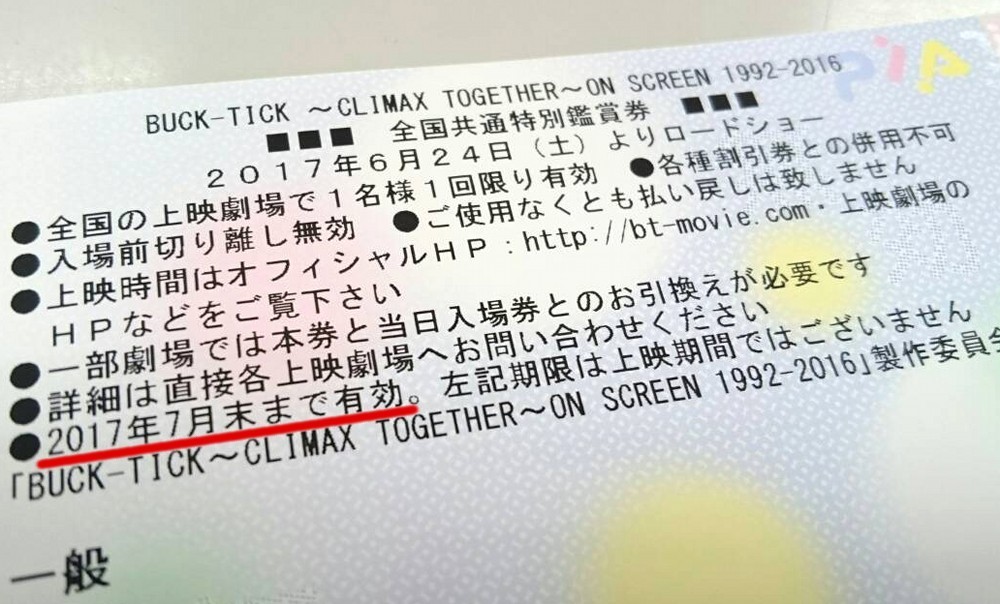 BUCK-TICK ～CLIMAX TOGETHER～ON SCREEN 1992-2016
■■■ 全国共通特別鑑賞券 ■■■
２０１７年６月２４日（土）よりロードショー
●全国の上映劇場で１名様１回限り有効 ●各種割引券との併用不可
●入場前切り離し無効 ●ご使用なくとも払い戻しは致しません
●上映時間はオフィシャルＨＰ：http://bt-movie.com・上映劇場の
ＨＰなどをご覧下さい
●一部劇場では本券と当日入場券とのお引換えが必要です
●詳細は直接各上映劇場へお問い合わせください
●2017年7月末まで有効。左記期限は上映期間ではございません
「BUCK-TICK～CLIMAX TOGETHER～ON SCREEN 1992-2016」製作委員会
一般